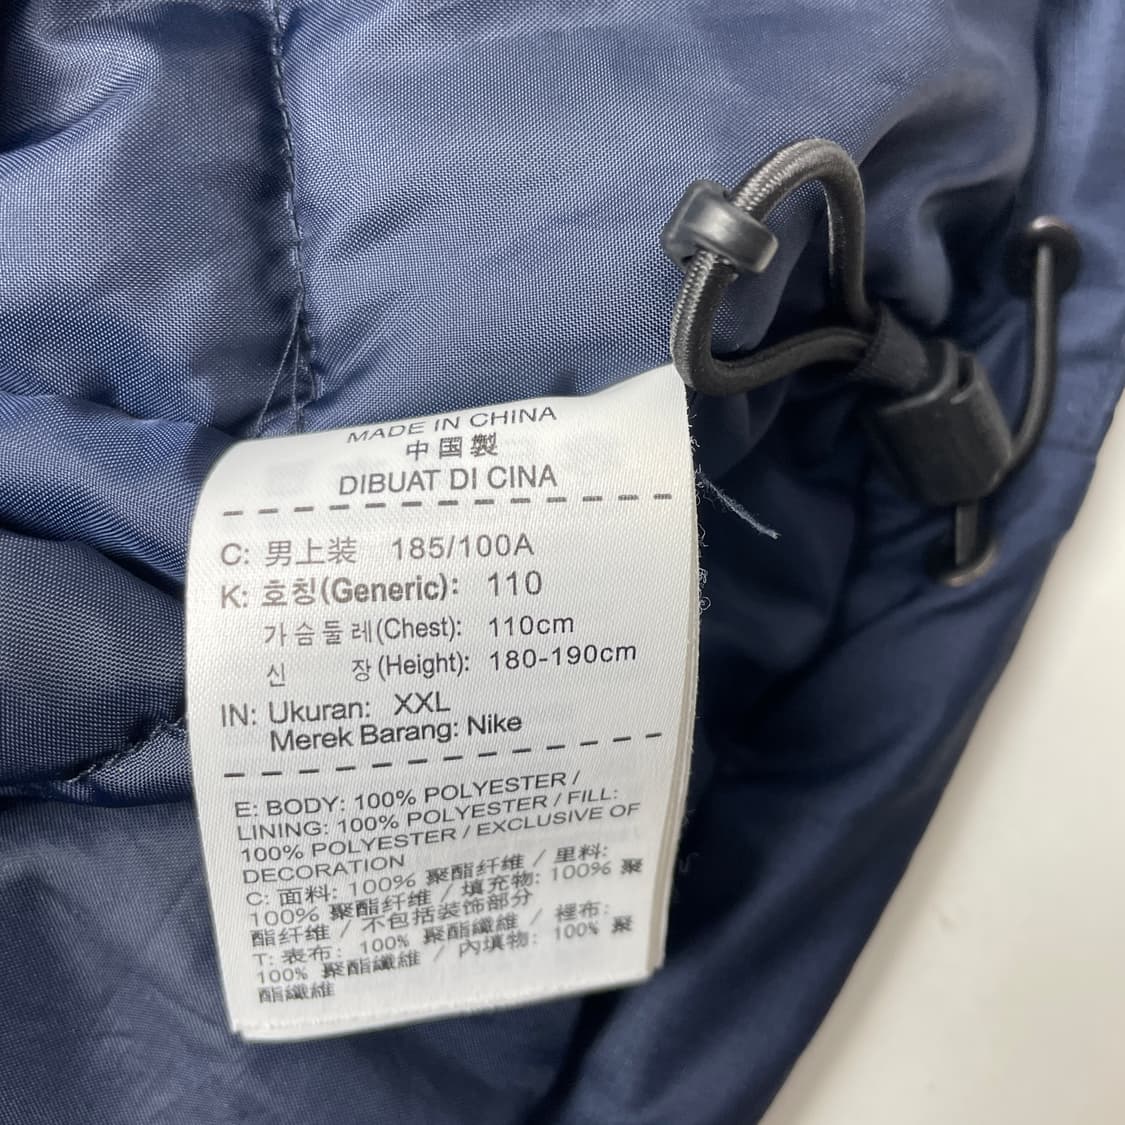 MADE IN CHINA
中国製
DIBUAT DI CINA
C: 男上装 185/100A
K: 호칭(Generic): 110
가슴둘레(Chest): 110cm
신 장(Height): 180-190cm
IN: Ukuran: XXL
Merek Barang: Nike
E: BODY: 100% POLYESTER /
LINING: 100% POLYESTER / FILL:
100% POLYESTER / EXCLUSIVE OF
DECORATION
C: 面料: 100% 聚酯纤维 / 里料:
100% 聚酯纤维 / 填充物: 100% 聚
酯纤维 / 不包括装饰部分
T: 表布: 100% 聚酯纖維 / 裡布:
100% 聚酯纖維 / 內填物: 100% 聚
酯纖維